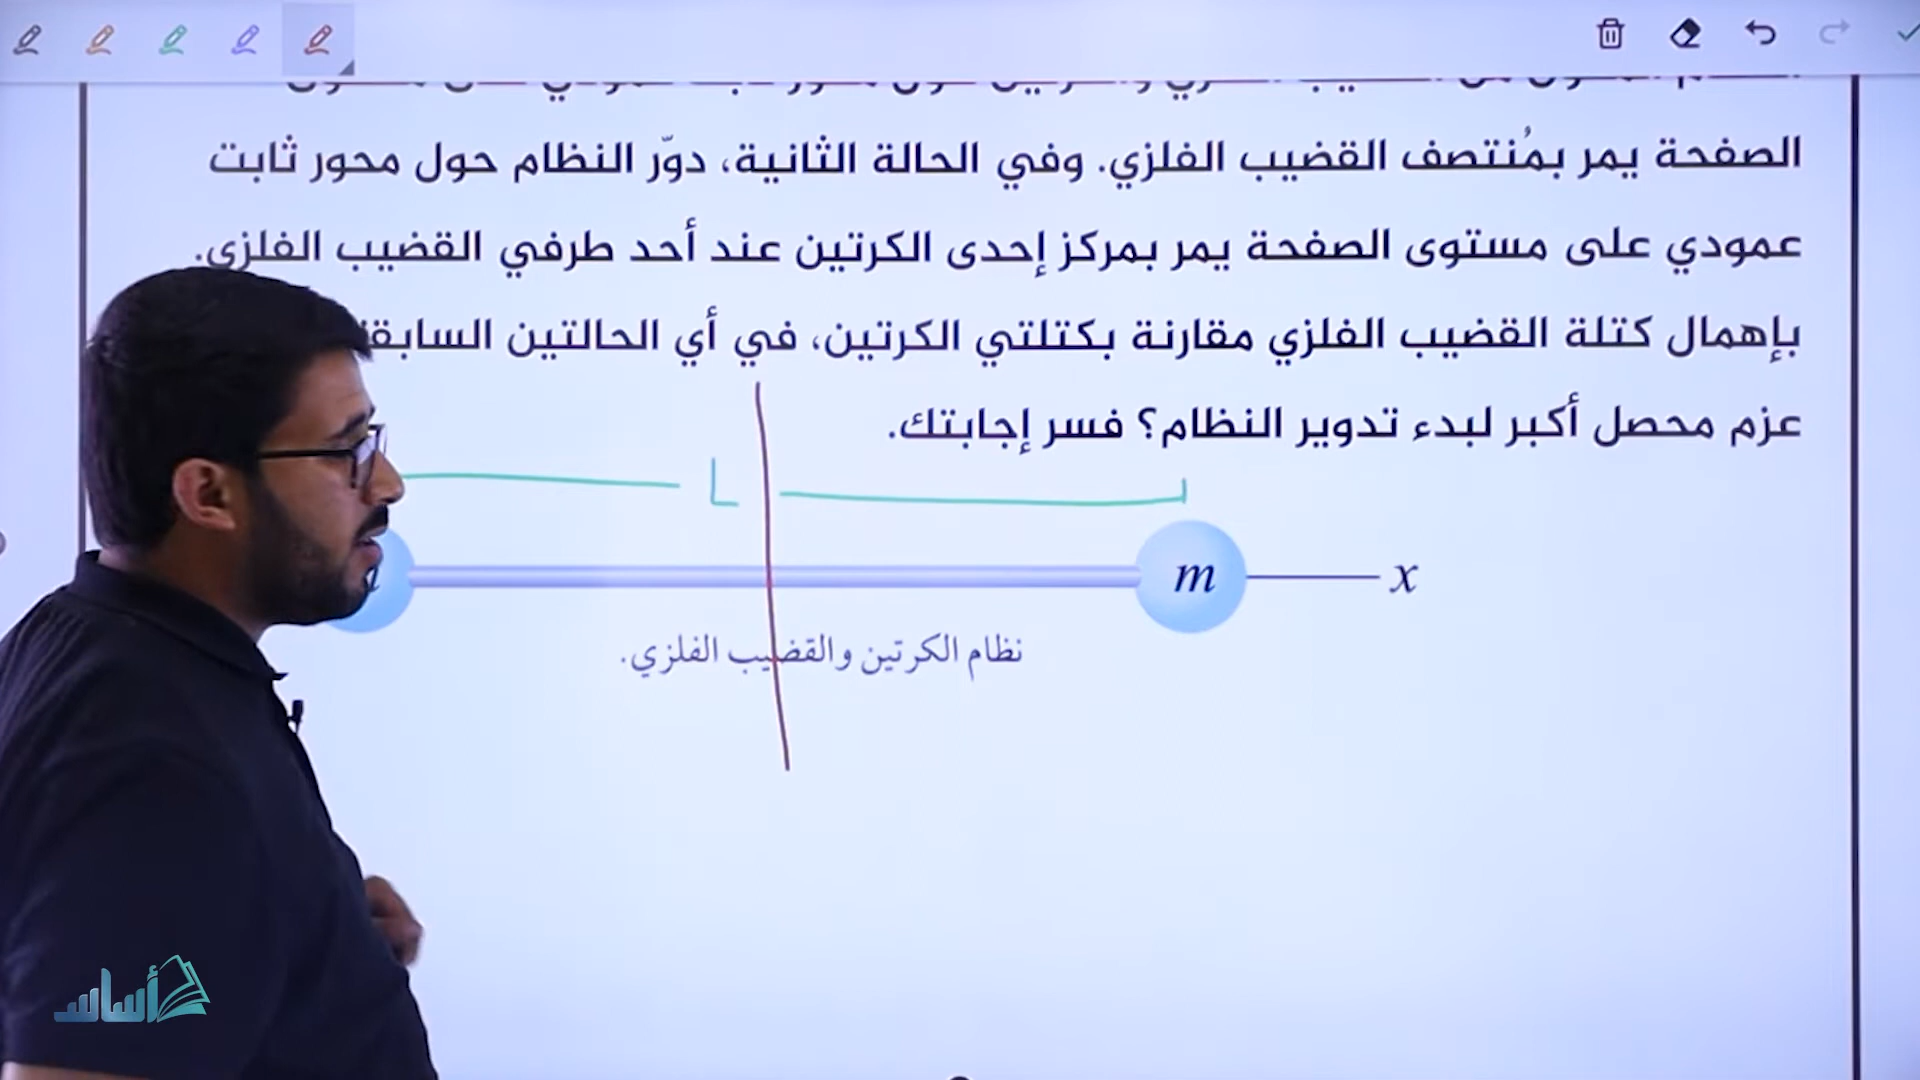 الصفحة يمر بمُنتصف القضيب الفلزي. وفي الحالة الثانية، دوّر النظام حول محور ثابت
عمودي على مستوى الصفحة يمر بمركز إحدى الكرتين عند أحد طرفي القضيب الفلزي.
بإهمال كتلة القضيب الفلزي مقارنة بكتلتي الكرتين، في أي الحالتين
عزم محصل أكبر لبدء تدوير النظام؟ فسر إجابتك.
L
m x
نظام الكرتين والقضيب الفلزي.
أساس